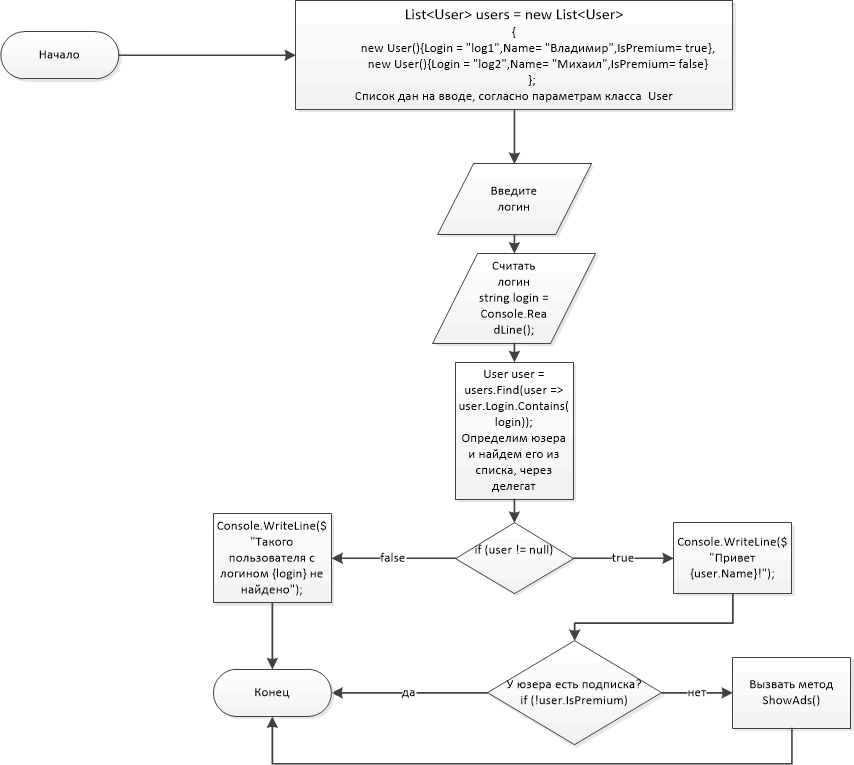 Начало
List<User> users = new List<User>
{
new User(){Login = "log1",Name= "Владимир",IsPremium= true},
new User(){Login = "log2",Name= "Михаил",IsPremium= false}
};
Список дан на вводе, согласно параметрам класса User
Введите
логин
Считать
логин
string login =
Console.Rea
dLine();
User user =
users.Find(user =>
user.Login.Contains(
login));
Определим юзера
и найдем его из
списка, через
делегат
if (user != null)
false
true
Console.WriteLine($
"Такого
пользователя с
логином {login} не
найдено");
Console.WriteLine($
"Привет
{user.Name}!");
У юзера есть подписка?
if (!user.IsPremium)
да
нет
Конец
Вызвать метод
ShowAds()